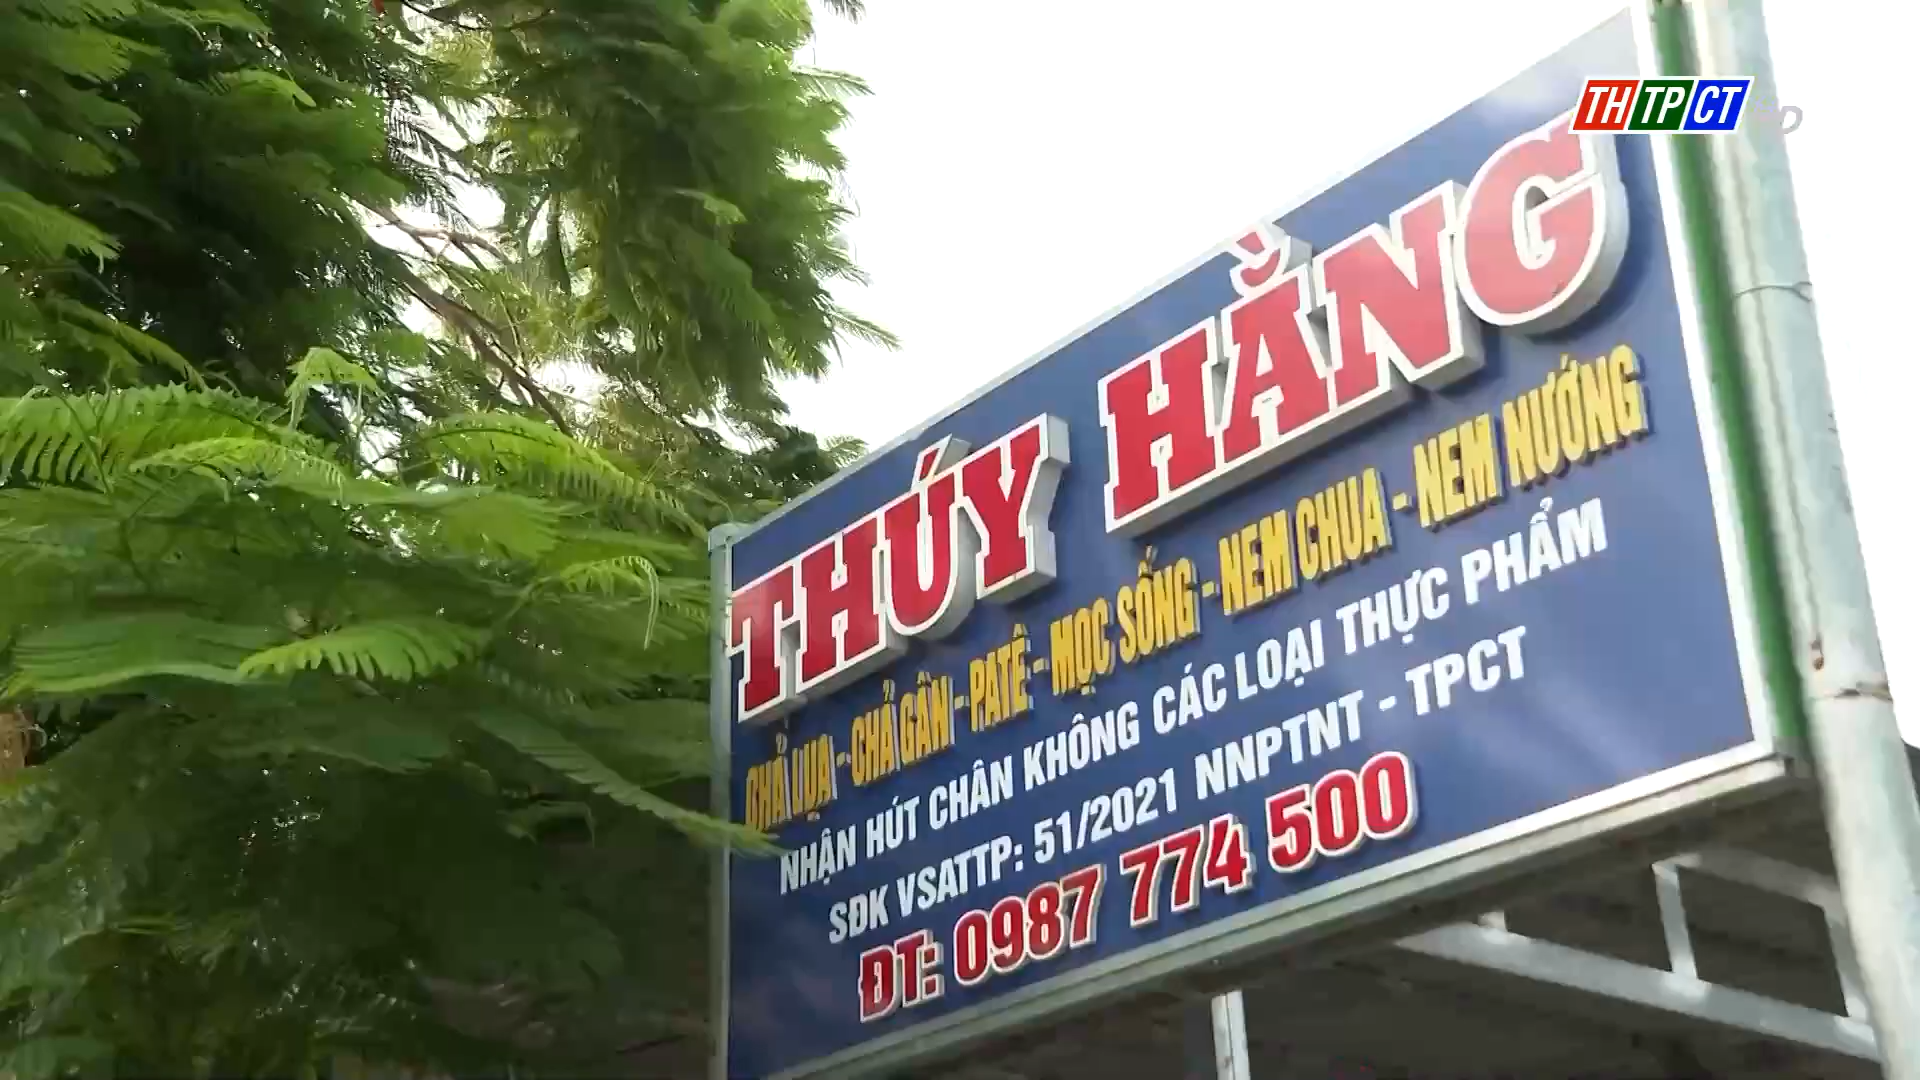 THTPCT HD
THÚY HẰNG
CHẢ LỤA - CHẢ GÂN - PATÊ - MỌC SỐNG - NEM CHUA - NEM NƯỚNG
NHẬN HÚT CHÂN KHÔNG CÁC LOẠI THỰC PHẨM
SĐK VSATTP: 51/2021 NNPTNT - TPCT
ĐT: 0987 774 500